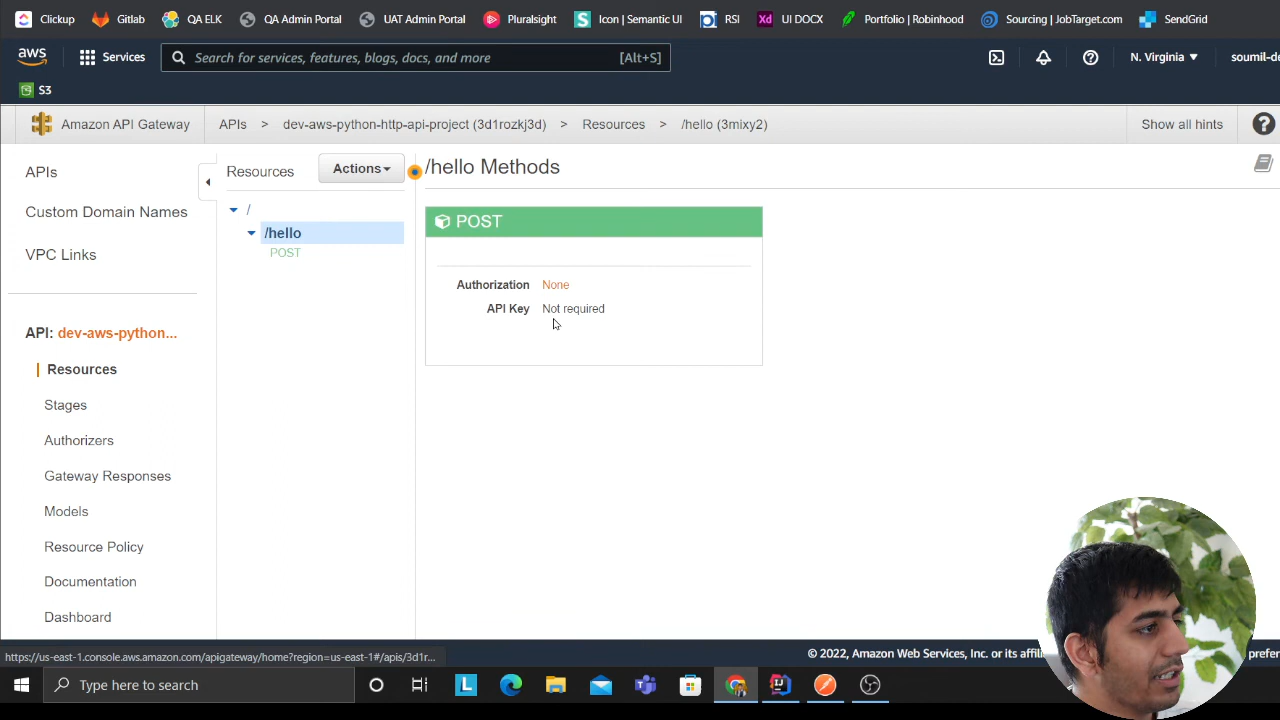 Clickup Gitlab QA ELK QA Admin Portal UAT Admin Portal Pluralsight Icon | Semantic UI RSI Xd UI DOCX Portfolio | Robinhood Sourcing | JobTarget.com SendGrid
aws Services Search for services, features, blogs, docs, and more [Alt+S] N. Virginia soumil-de
S3
Amazon API Gateway APIs > dev-aws-python-http-api-project (3d1rozkj3d) > Resources > /hello (3mixy2) Show all hints ?
APIs
Custom Domain Names
VPC Links
API: dev-aws-python...
Resources
Stages
Authorizers
Gateway Responses
Models
Resource Policy
Documentation
Dashboard
Resources Actions
/
/hello
POST
/hello Methods
POST
Authorization None
API Key Not required
https://us-east-1.console.aws.amazon.com/apigateway/home?region=us-east-1#/apis/3d1r...
© 2022, Amazon Web Services, Inc. or its affili
prefer
Type here to search L